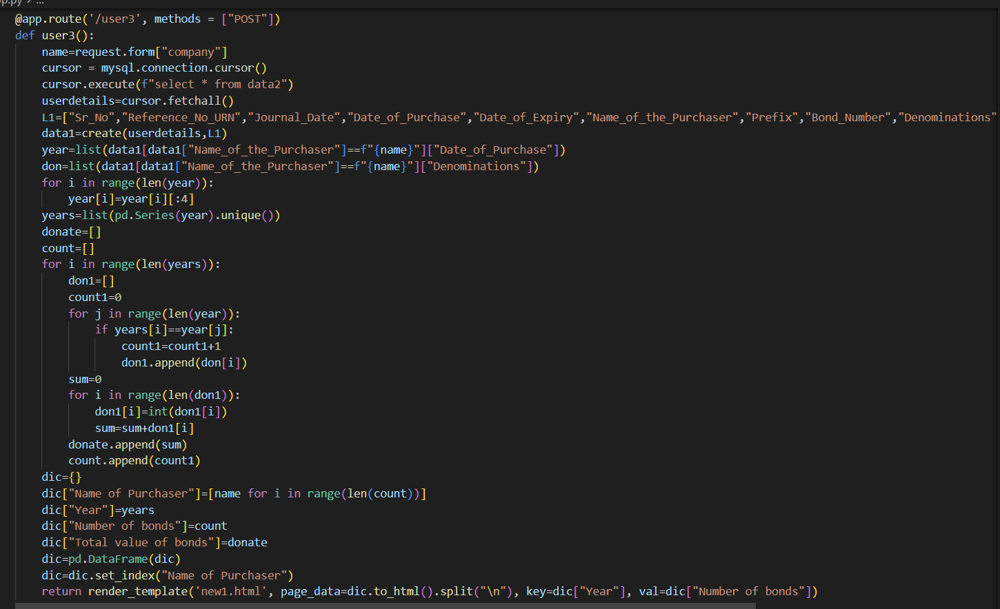 @app.route('/user3', methods = ["POST"])
def user3():
    name=request.form["company"]
    cursor = mysql.connection.cursor()
    cursor.execute(f"select * from data2")
    userdetails=cursor.fetchall()
    L1=["Sr_No","Reference_No_URN","Journal_Date","Date_of_Purchase","Date_of_Expiry","Name_of_the_Purchaser","Prefix","Bond_Number","Denominations"
    data1=create(userdetails,L1)
    year=list(data1[data1["Name_of_the_Purchaser"]==f"{name}"]["Date_of_Purchase"])
    don=list(data1[data1["Name_of_the_Purchaser"]==f"{name}"]["Denominations"])
    for i in range(len(year)):
        year[i]=year[i][:4]
    years=list(pd.Series(year).unique())
    donate=[]
    count=[]
    for i in range(len(years)):
        don1=[]
        count1=0
        for j in range(len(year)):
            if years[i]==year[j]:
                count1=count1+1
                don1.append(don[i])
        sum=0
        for i in range(len(don1)):
            don1[i]=int(don1[i])
            sum=sum+don1[i]
        donate.append(sum)
        count.append(count1)
    dic={}
    dic["Name of Purchaser"]=[name for i in range(len(count))]
    dic["Year"]=years
    dic["Number of bonds"]=count
    dic["Total value of bonds"]=donate
    dic=pd.DataFrame(dic)
    dic=dic.set_index("Name of Purchaser")
    return render_template('new1.html', page_data=dic.to_html().split("\n"), key=dic["Year"], val=dic["Number of bonds"])